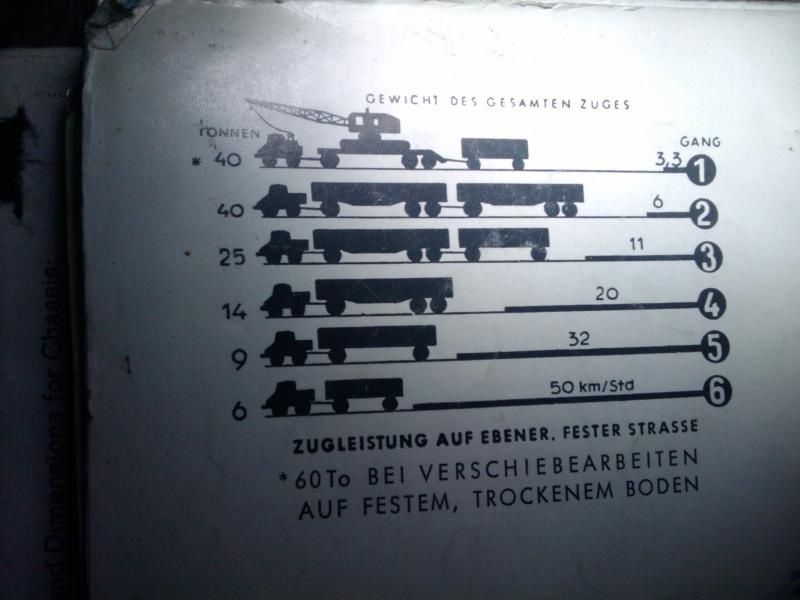 GEWICHT DES GESAMTEN ZUGES
TONNEN GANG
* 40 3,3 1
40 6 2
25 11 3
14 20 4
9 32 5
6 50 km/Std 6
ZUGLEISTUNG AUF EBENER, FESTER STRASSE
*60To BEI VERSCHIEBEARBEITEN
AUF FESTEM, TROCKENEM BODEN
and Dimensions for Chassis: